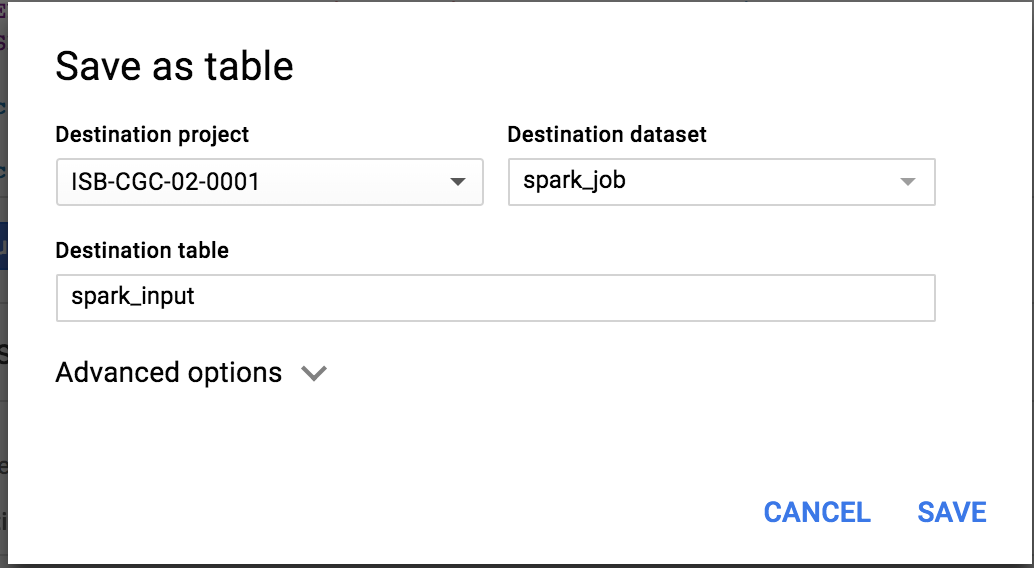 Save as table
Destination project
Destination dataset
ISB-CGC-02-0001
spark_job
Destination table
spark_input
Advanced options
CANCEL
SAVE